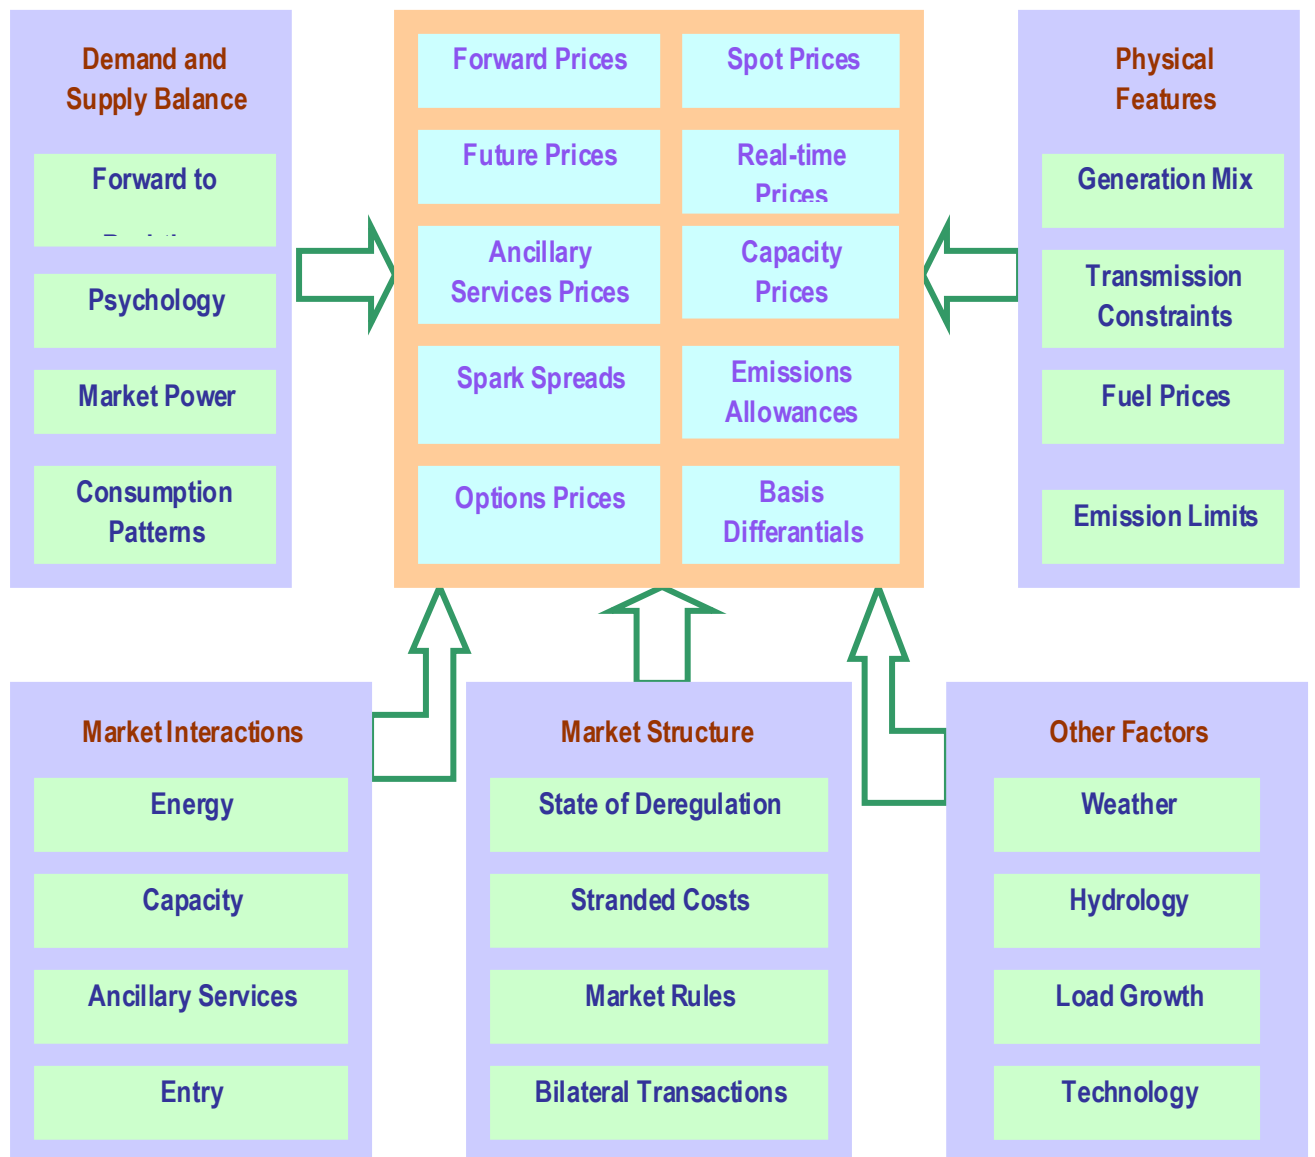 Demand and
Supply Balance
Forward to
Psychology
Market Power
Consumption
Patterns
Forward Prices
Spot Prices
Future Prices
Real-time
Prices
Ancillary
Services Prices
Capacity
Prices
Spark Spreads
Emissions
Allowances
Options Prices
Basis
Differantials
Physical
Features
Generation Mix
Transmission
Constraints
Fuel Prices
Emission Limits
Market Interactions
Energy
Capacity
Ancillary Services
Entry
Market Structure
State of Deregulation
Stranded Costs
Market Rules
Bilateral Transactions
Other Factors
Weather
Hydrology
Load Growth
Technology